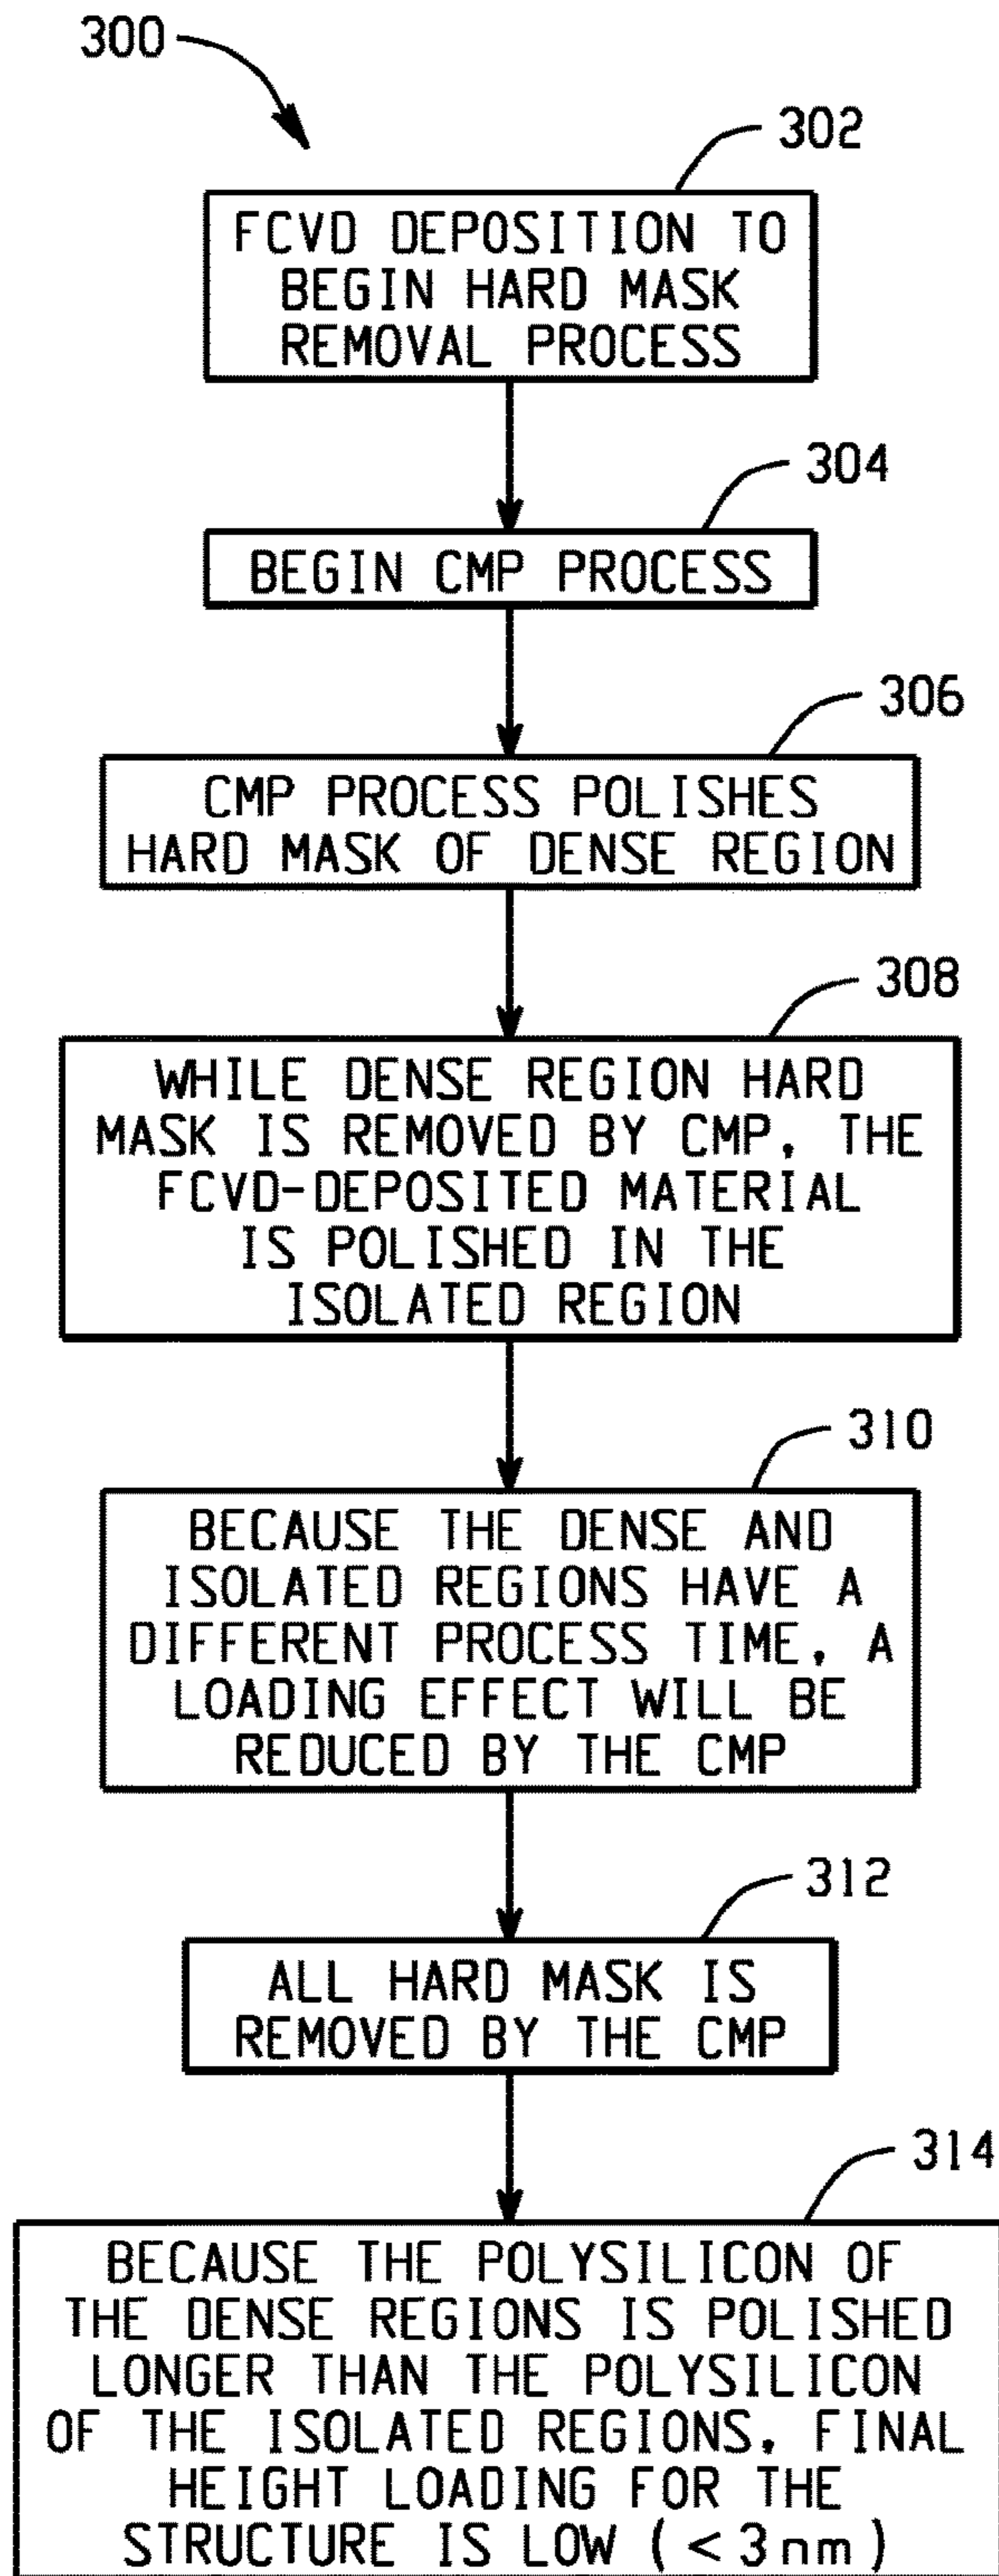 300
302
FCVD DEPOSITION TO
BEGIN HARD MASK
REMOVAL PROCESS
304
BEGIN CMP PROCESS
306
CMP PROCESS POLISHES
HARD MASK OF DENSE REGION
308
WHILE DENSE REGION HARD
MASK IS REMOVED BY CMP, THE
FCVD-DEPOSITED MATERIAL
IS POLISHED IN THE
ISOLATED REGION
310
BECAUSE THE DENSE AND
ISOLATED REGIONS HAVE A
DIFFERENT PROCESS TIME, A
LOADING EFFECT WILL BE
REDUCED BY THE CMP
312
ALL HARD MASK IS
REMOVED BY THE CMP
314
BECAUSE THE POLYSILICON OF
THE DENSE REGIONS IS POLISHED
LONGER THAN THE POLYSILICON
OF THE ISOLATED REGIONS, FINAL
HEIGHT LOADING FOR THE
STRUCTURE IS LOW (<3nm)